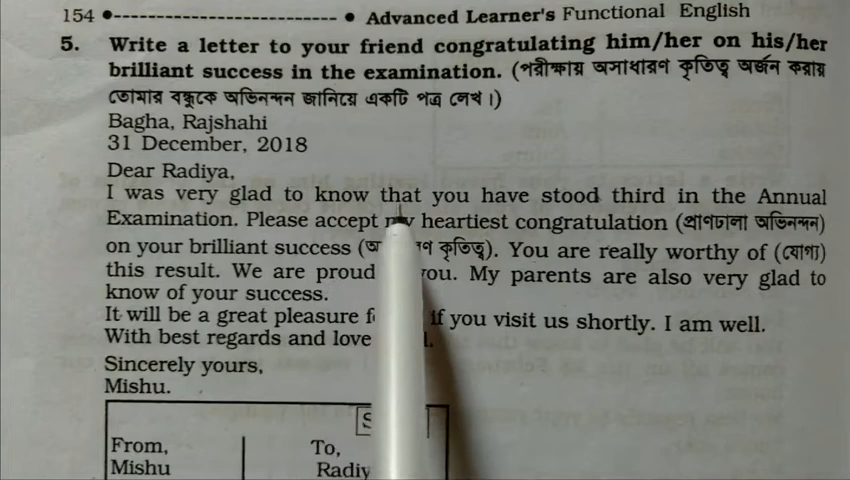 154 ●-------------------------- ● Advanced Learner's Functional English
5. Write a letter to your friend congratulating him/her on his/her
brilliant success in the examination. (পরীক্ষায় অসাধারণ কৃতিত্ব অর্জন করায়
তোমার বন্ধুকে অভিনন্দন জানিয়ে একটি পত্র লেখ।)
Bagha, Rajshahi
31 December, 2018
Dear Radiya,
I was very glad to know that you have stood third in the Annual
Examination. Please accept my heartiest congratulation (প্রাণঢালা অভিনন্দন)
on your brilliant success ( কৃতিত্ব). You are really worthy of (যোগ্য)
this result. We are proud you. My parents are also very glad to
know of your success.
It will be a great pleasure if you visit us shortly. I am well.
With best regards and love
Sincerely yours,
Mishu.
From,
To,
Mishu